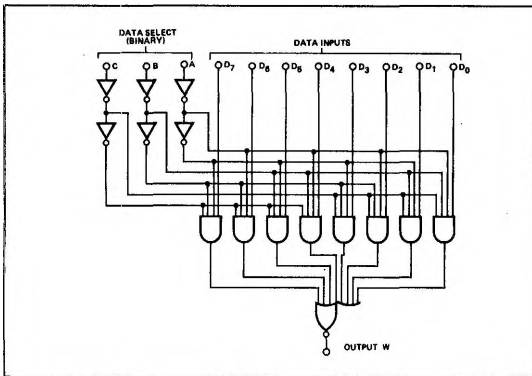 DATA SELECT
(BINARY)
DATA INPUTS
C B A D7 D6 D5 D4 D3 D2 D1 D0
OUTPUT W